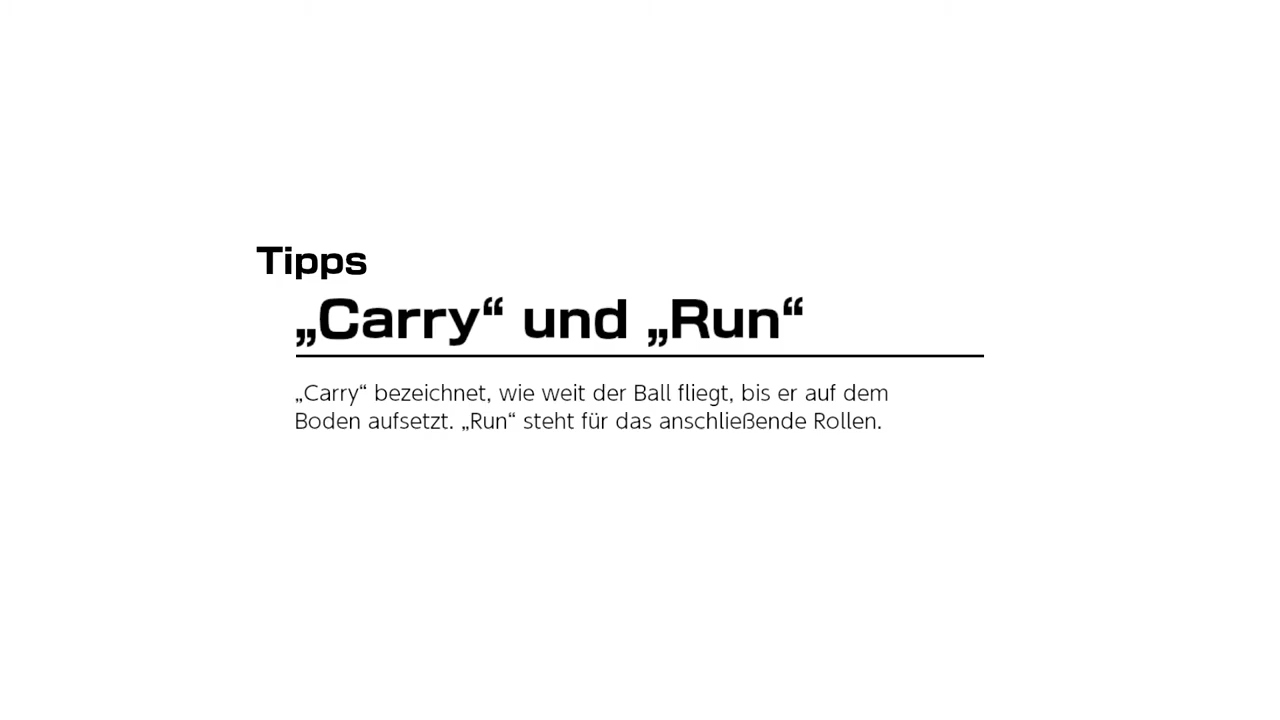 Tipps
„Carry“ und „Run“
„Carry“ bezeichnet, wie weit der Ball fliegt, bis er auf dem
Boden aufsetzt. „Run“ steht für das anschließende Rollen.